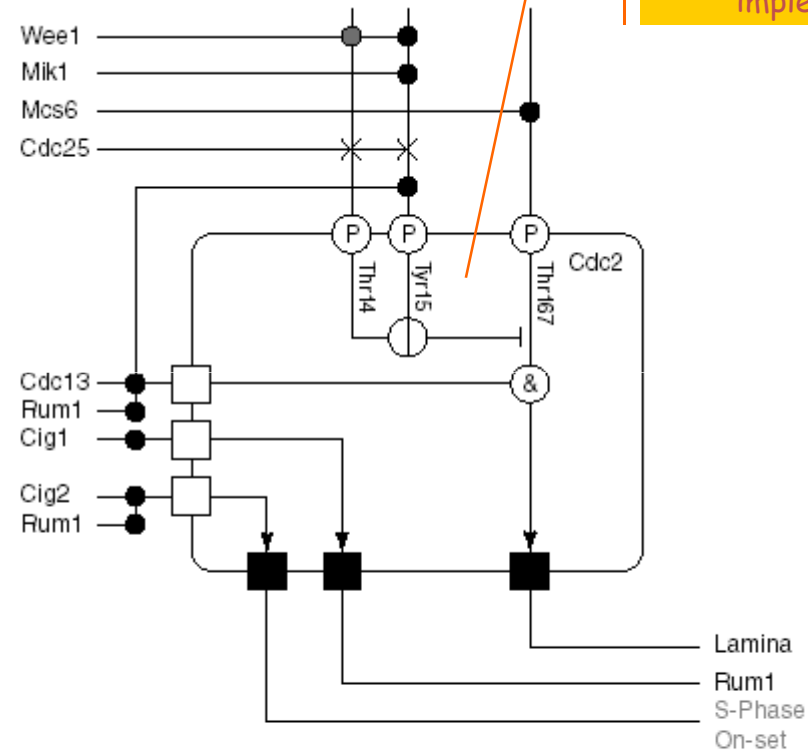 Wee1
Mik1
Mcs6
Cdc25
P P P
Cdc2
Thr14
Tyr15
Thr167
Cdc13
&
Rum1
Cig1
Cig2
Rum1
Lamina
Rum1
S-Phase
On-set